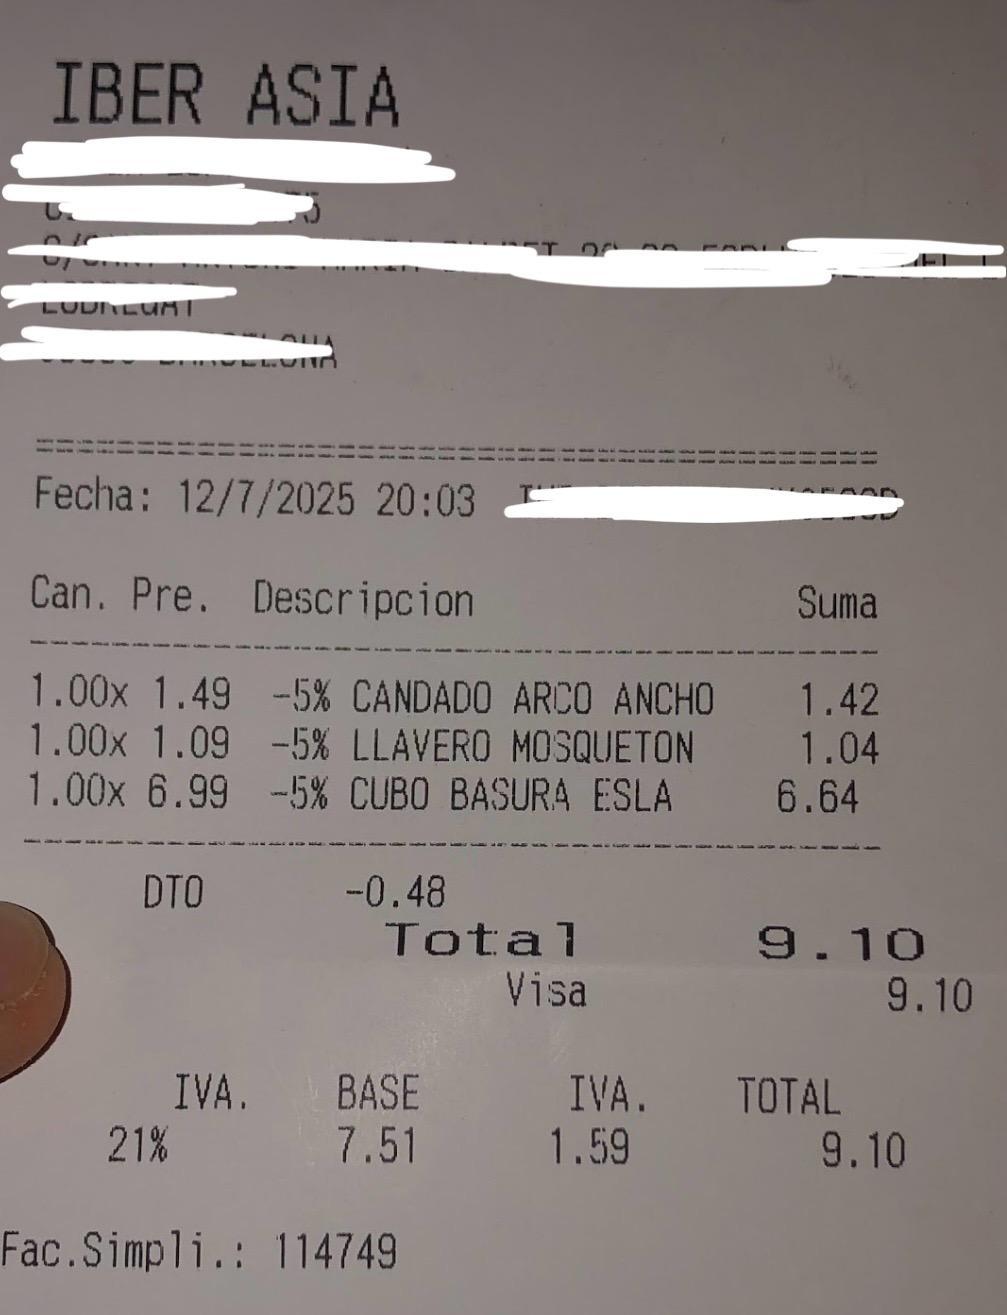 IBER ASIA
Fecha: 12/7/2025 20:03
Can. Pre. Descripcion Suma
1.00x 1.49 -5% CANDADO ARCO ANCHO 1.42
1.00x 1.09 -5% LLAVERO MOSQUETON 1.04
1.00x 6.99 -5% CUBO BASURA ESLA 6.64
DTO -0.48
Total 9.10
Visa 9.10
IVA. BASE IVA. TOTAL
21% 7.51 1.59 9.10
Fac.Simpli.: 114749